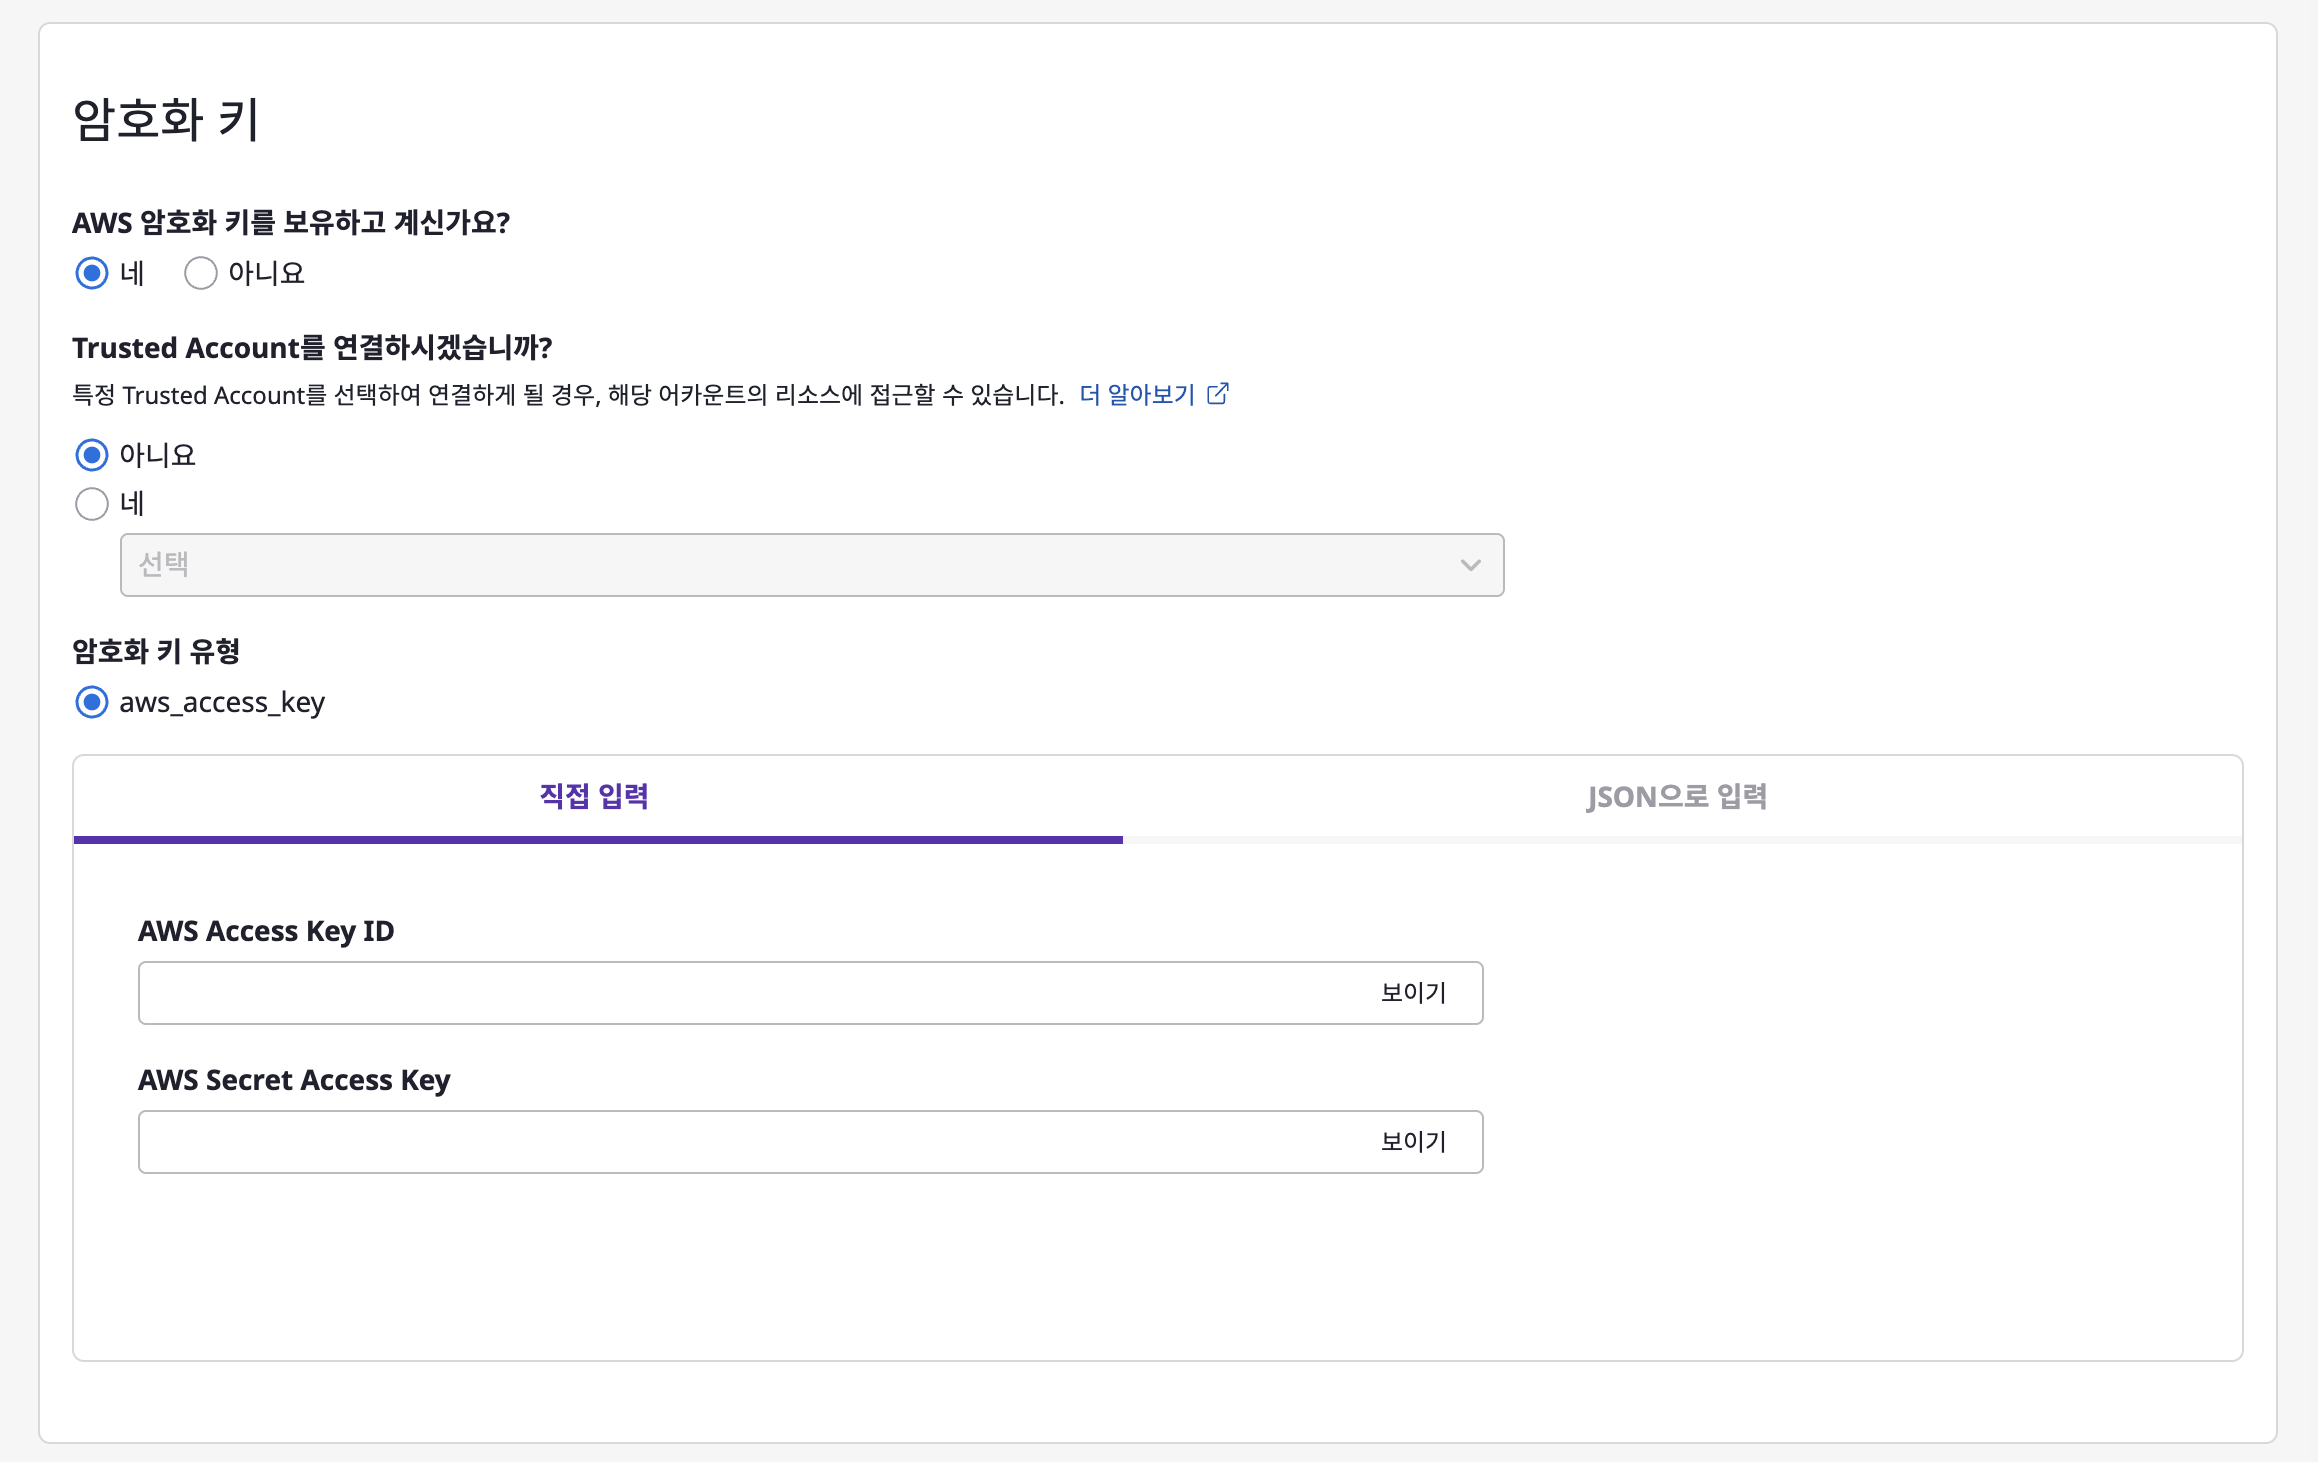 암호화 키
AWS 암호화 키를 보유하고 계신가요?
네 아니요
Trusted Account를 연결하시겠습니까?
특정 Trusted Account를 선택하여 연결하게 될 경우, 해당 어카운트의 리소스에 접근할 수 있습니다. 더 알아보기
아니요
네
선택
암호화 키 유형
aws_access_key
직접 입력 JSON으로 입력
AWS Access Key ID
보이기
AWS Secret Access Key
보이기